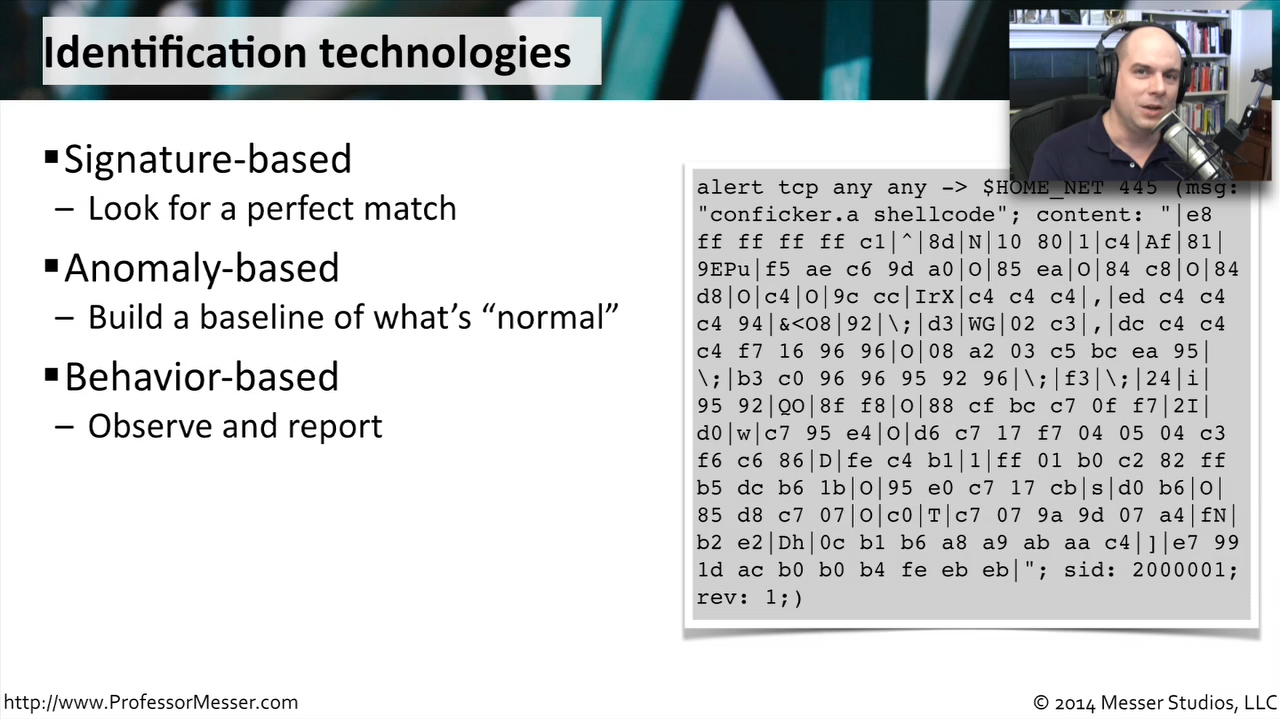 Identification technologies
▪Signature-based
– Look for a perfect match
▪Anomaly-based
– Build a baseline of what's “normal”
▪Behavior-based
– Observe and report
alert tcp any any -> $HOME_NET 445 (msg:
"conficker.a shellcode"; content: "|e8
ff ff ff ff c1|^|8d|N|10 80|1|c4|Af|81|
9EPu|f5 ae c6 9d a0|O|85 ea|O|84 c8|O|84
d8|O|c4|O|9c cc|IrX|c4 c4 c4|,|ed c4 c4
c4 94|&<O8|92|\;|d3|WG|02 c3|,|dc c4 c4
c4 f7 16 96 96|O|08 a2 03 c5 bc ea 95|
\;|b3 c0 96 96 95 92 96|\;|f3|\;|24|i|
95 92|QO|8f f8|O|88 cf bc c7 0f f7|2I|
d0|w|c7 95 e4|O|d6 c7 17 f7 04 05 04 c3
f6 c6 86|D|fe c4 b1|1|ff 01 b0 c2 82 ff
b5 dc b6 1b|O|95 e0 c7 17 cb|s|d0 b6|O|
85 d8 c7 07|O|c0|T|c7 07 9a 9d 07 a4|fN|
b2 e2|Dh|0c b1 b6 a8 a9 ab aa c4|]|e7 99
1d ac b0 b0 b4 fe eb eb|"; sid: 2000001;
rev: 1;)
http://www.ProfessorMesser.com
© 2014 Messer Studios, LLC